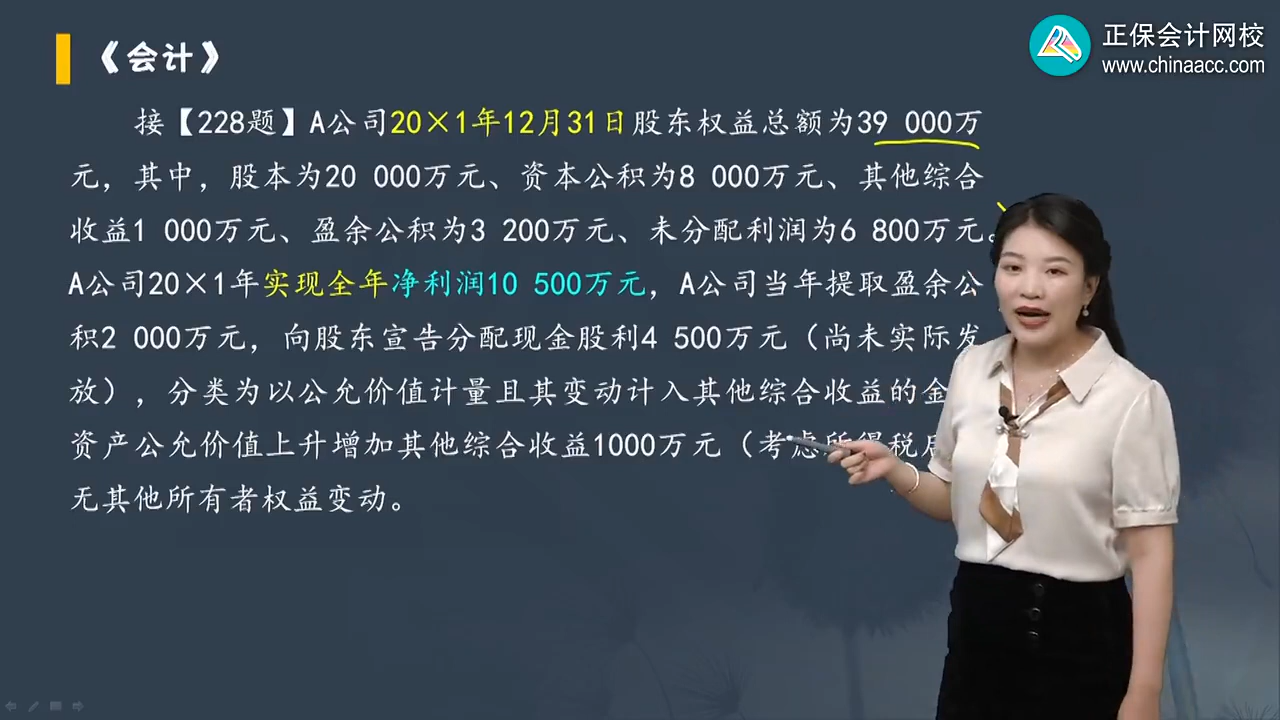 《会计》
正保会计网校
www.chinaacc.com
接【228题】A公司20×1年12月31日股东权益总额为39 000万
元，其中，股本为20 000万元、资本公积为8 000万元、其他综合
收益1 000万元、盈余公积为3 200万元、未分配利润为6 800万元。
A公司20×1年实现全年净利润10 500万元，A公司当年提取盈余公
积2 000万元，向股东宣告分配现金股利4 500万元（尚未实际发
放），分类为以公允价值计量且其变动计入其他综合收益的金
资产公允价值上升增加其他综合收益1000万元（考虑所得税后
无其他所有者权益变动。